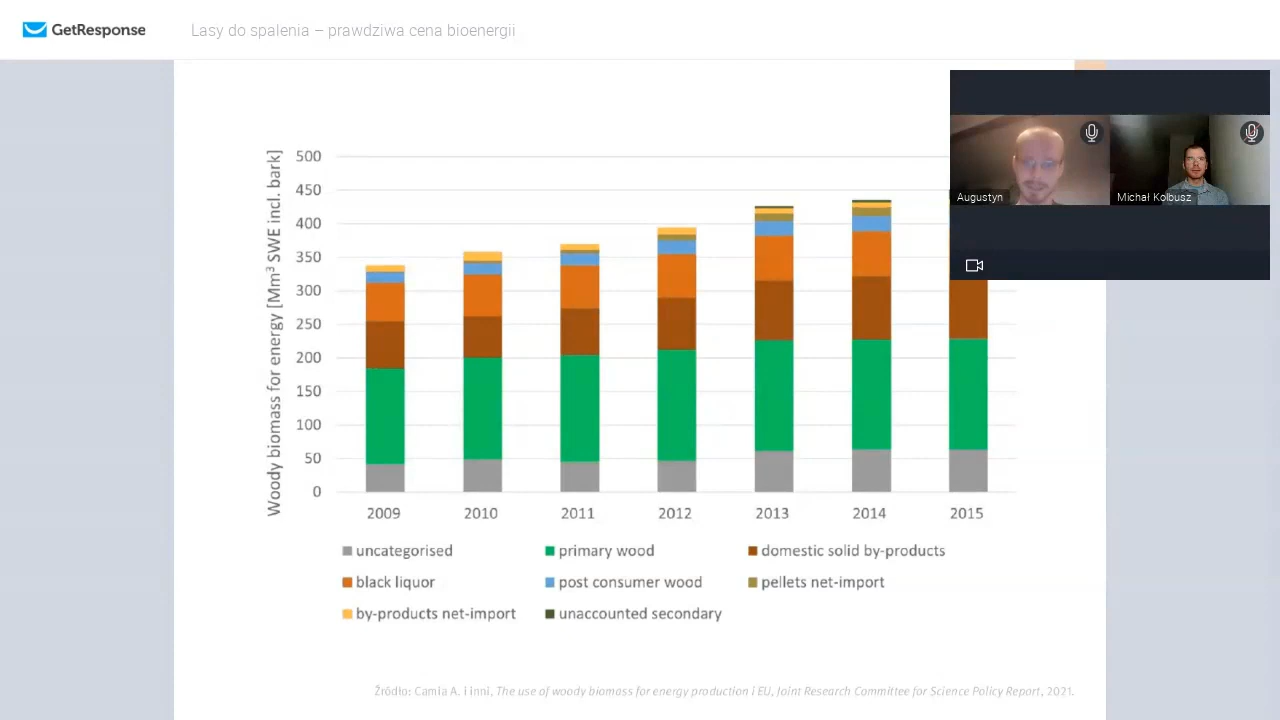 GetResponse
Lasy do spalenia – prawdziwa cena bioenergii
Augustyn
Michał Kolbusz
Woody biomass for energy [Mm³ SWE incl. bark]
500
450
400
350
300
250
200
150
100
50
0
2009 2010 2011 2012 2013 2014 2015
uncategorised primary wood domestic solid by-products
black liquor post consumer wood pellets net-import
by-products net-import unaccounted secondary
Źródło: Camia A. i inni, The use of woody biomass for energy production i EU, Joint Research Committee for Science Policy Report, 2021.